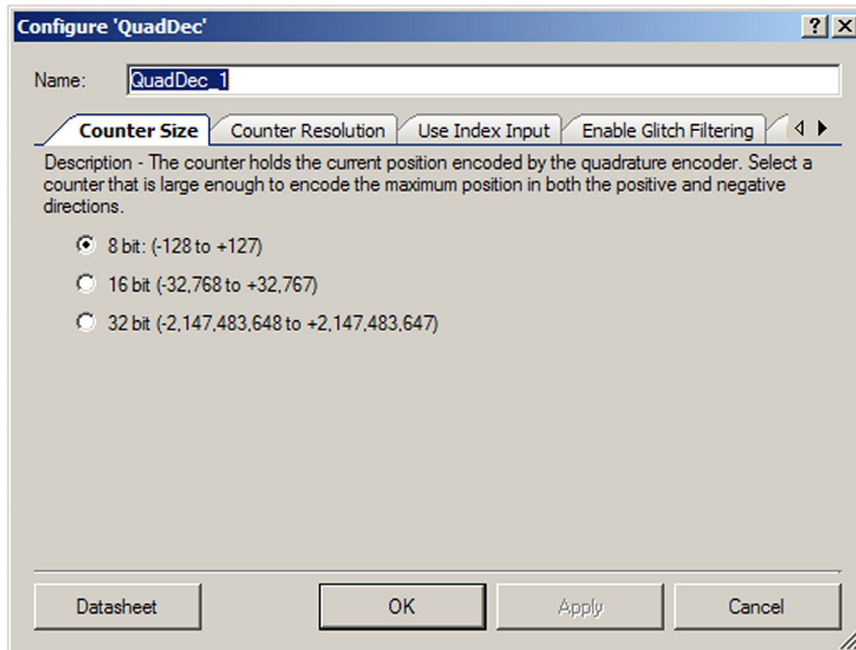 Configure 'QuadDec'
Name: QuadDec_1
Counter Size Counter Resolution Use Index Input Enable Glitch Filtering
Description - The counter holds the current position encoded by the quadrature encoder. Select a
counter that is large enough to encode the maximum position in both the positive and negative
directions.
8 bit: (-128 to +127)
16 bit (-32,768 to +32,767)
32 bit (-2,147,483,648 to +2,147,483,647)
Datasheet OK Apply Cancel